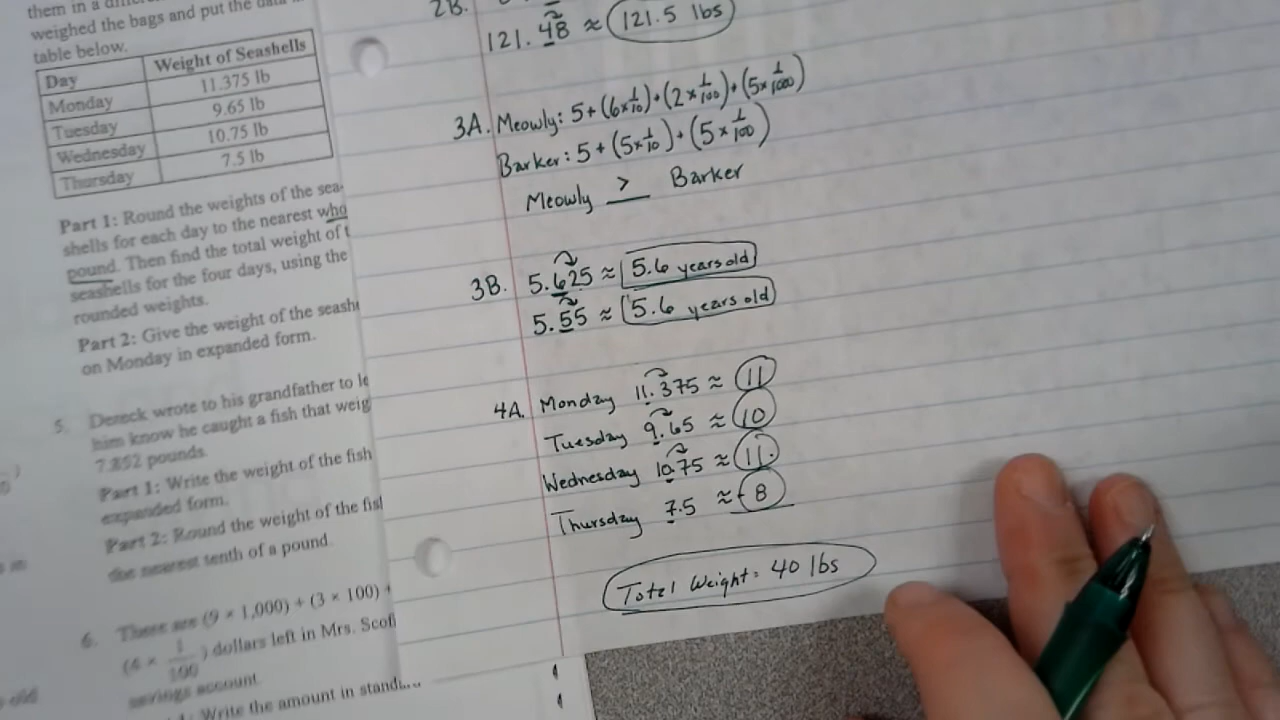 them in a
weighed the bags and put the
table below.
Day Weight of Seashells
Monday 11.375 lb
Tuesday 9.65 lb
Wednesday 10.75 lb
Thursday 7.5 lb
Part 1: Round the weights of the sea-
shells for each day to the nearest who
pound. Then find the total weight of t
seashells for the four days, using the
rounded weights.
Part 2: Give the weight of the seash
on Monday in expanded form.
5. Dereck wrote to his grandfather to le
him know he caught a fish that weig
7.852 pounds.
Part 1: Write the weight of the fish
expanded form.
Part 2: Round the weight of the fis
the nearest tenth of a pound.
6. There are (9 × 1,000) + (3 × 100) +
(6 × 1/100) dollars left in Mrs. Scof
savings account.
Write the amount in stand
old
2B.
121.48 ≈ 121.5 lbs
3A. Meowly: 5 + (6 × 1/10) + (2 × 1/100) + (5 × 1/1000)
Barker: 5 + (5 × 1/10) + (5 × 1/100)
Meowly > Barker
3B. 5.625 ≈ 5.6 years old
5.55 ≈ 5.6 years old
4A. Monday 11.375 ≈ 11
Tuesday 9.65 ≈ 10
Wednesday 10.75 ≈ 11
Thursday 7.5 ≈ 8
Total Weight: 40 lbs